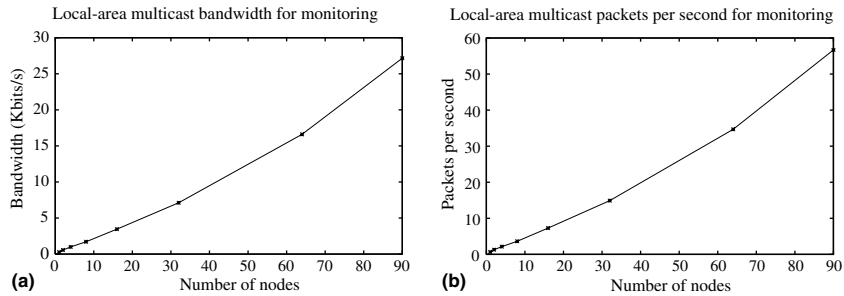 Local-area multicast bandwidth for monitoring
30
25
20
15
10
5
0
Bandwidth (Kbits/s)
0 10 20 30 40 50 60 70 80 90
Number of nodes
(a)
Local-area multicast packets per second for monitoring
60
50
40
30
20
10
0
Packets per second
0 10 20 30 40 50 60 70 80 90
Number of nodes
(b)